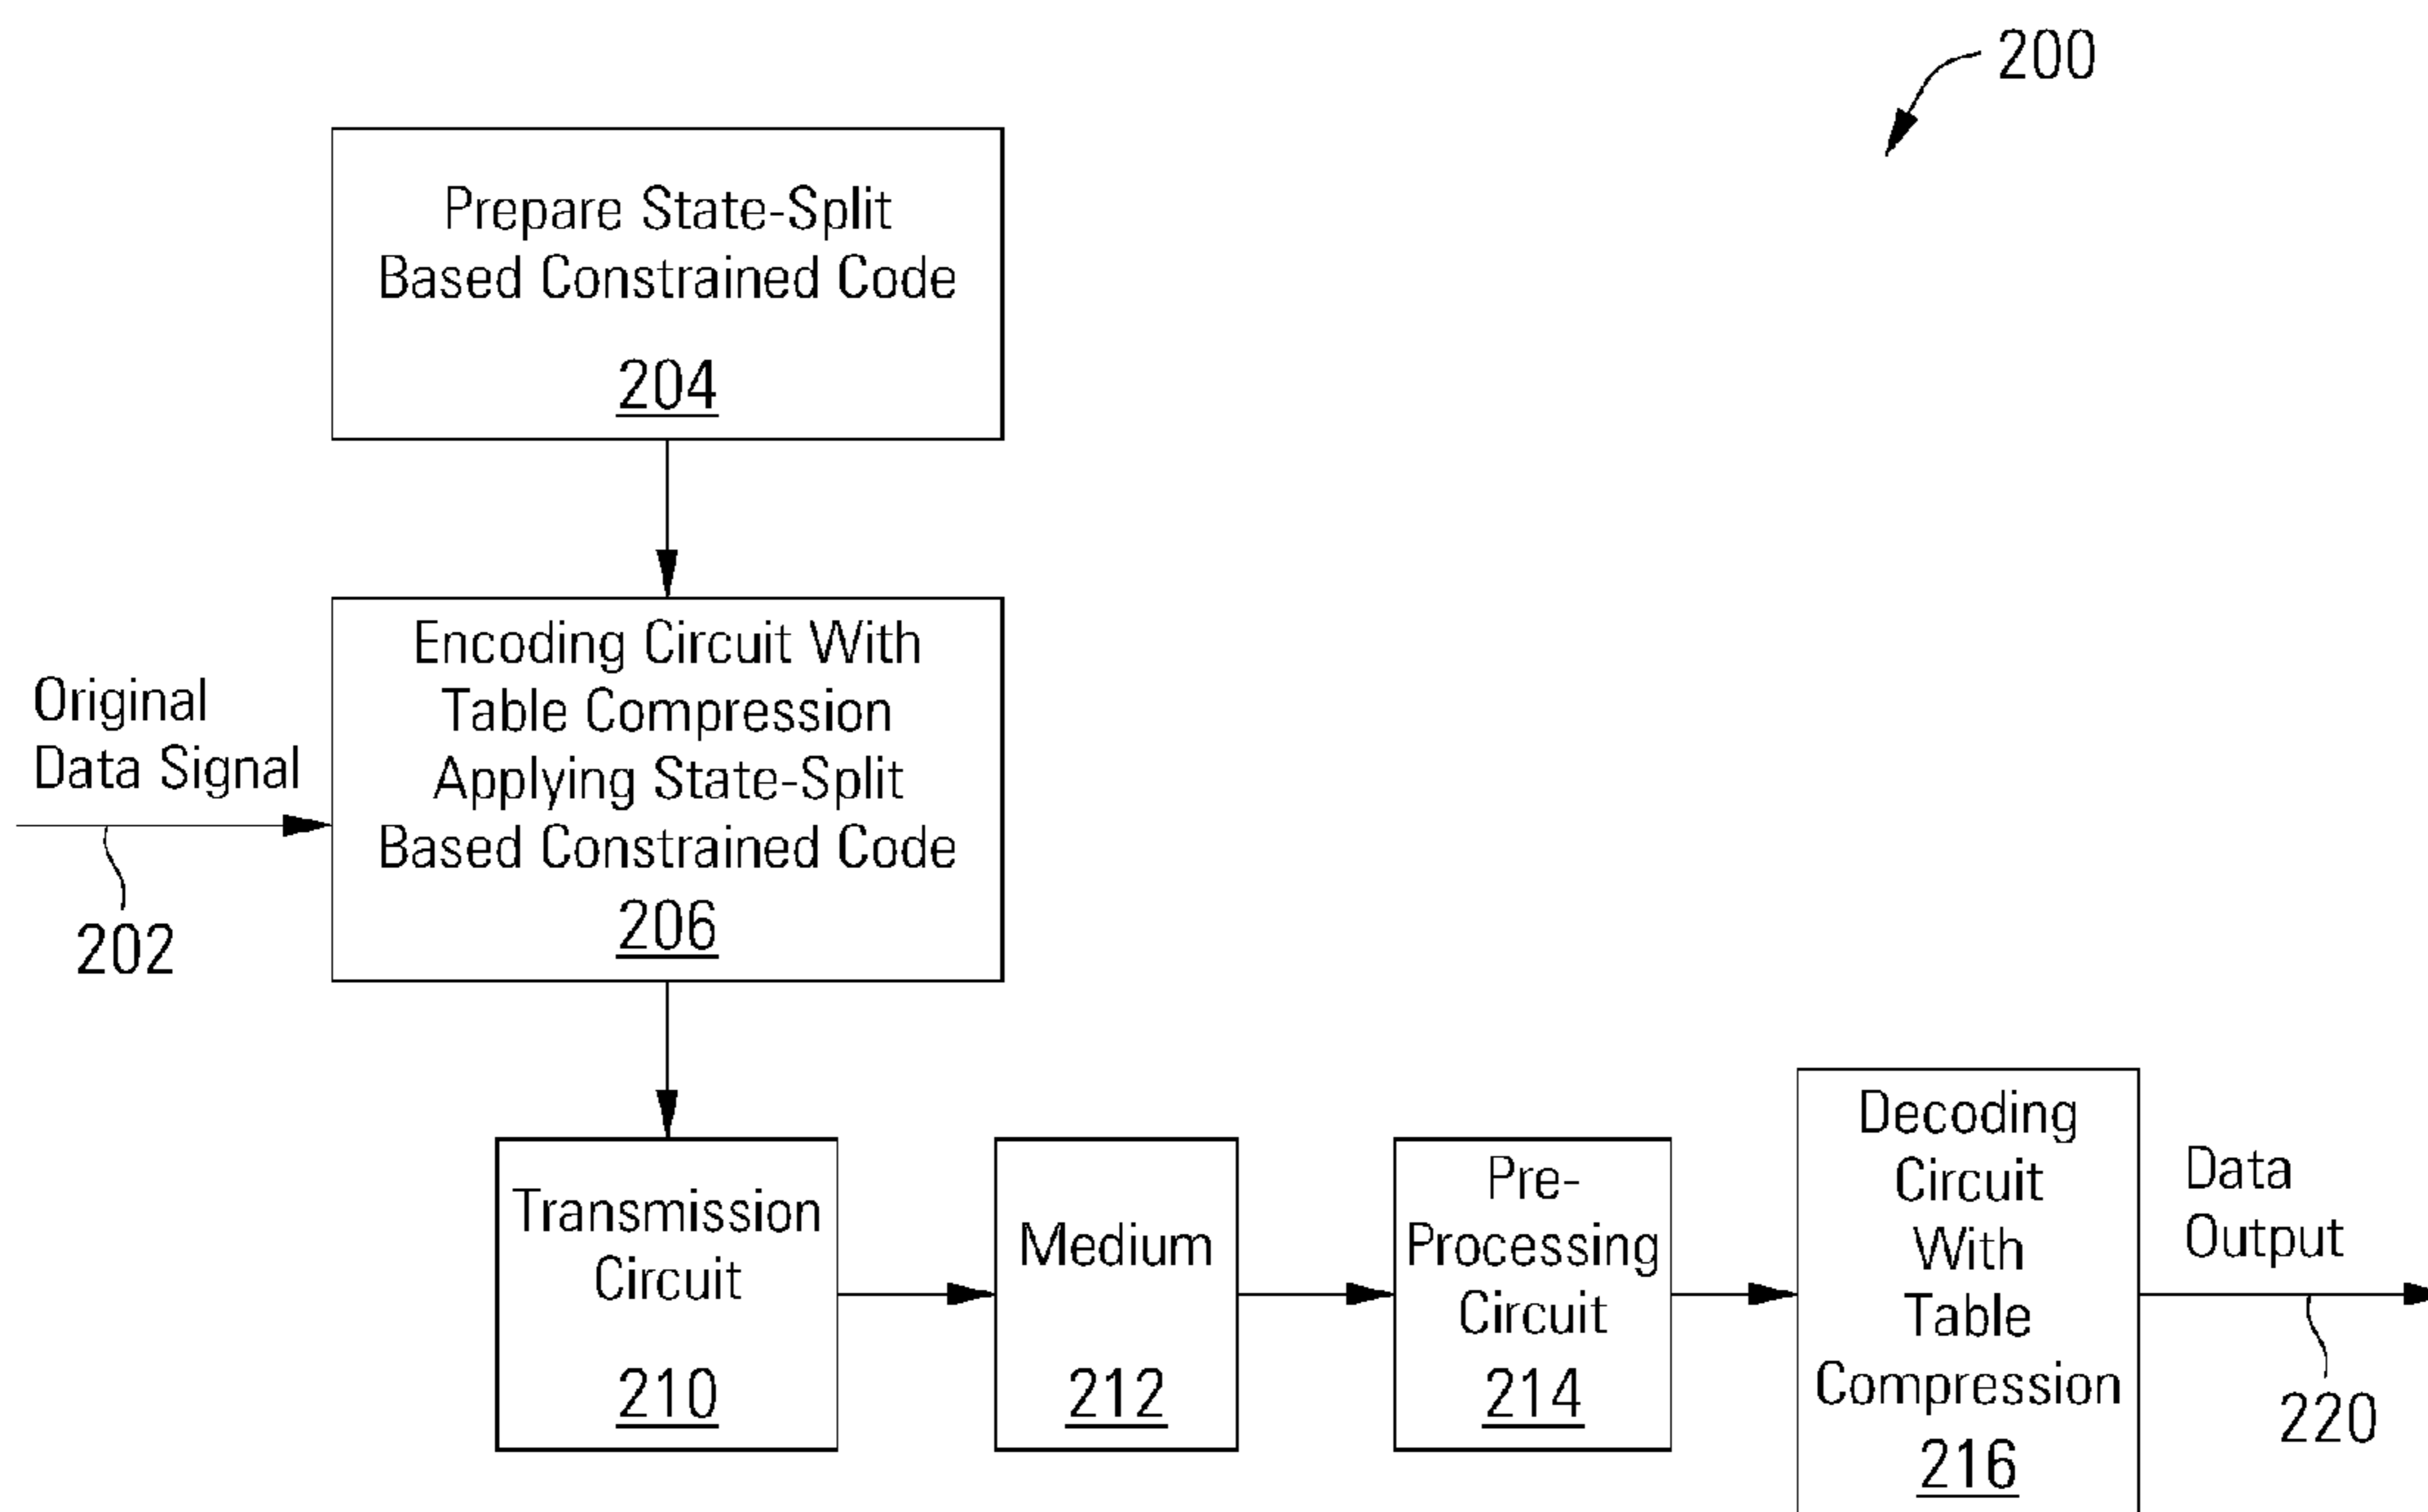 200
Prepare State-Split
Based Constrained Code
204
Encoding Circuit With
Table Compression
Applying State-Split
Based Constrained Code
206
Original
Data Signal
202
Transmission
Circuit
210
Medium
212
Pre-
Processing
Circuit
214
Decoding
Circuit
With
Table
Compression
216
Data
Output
220